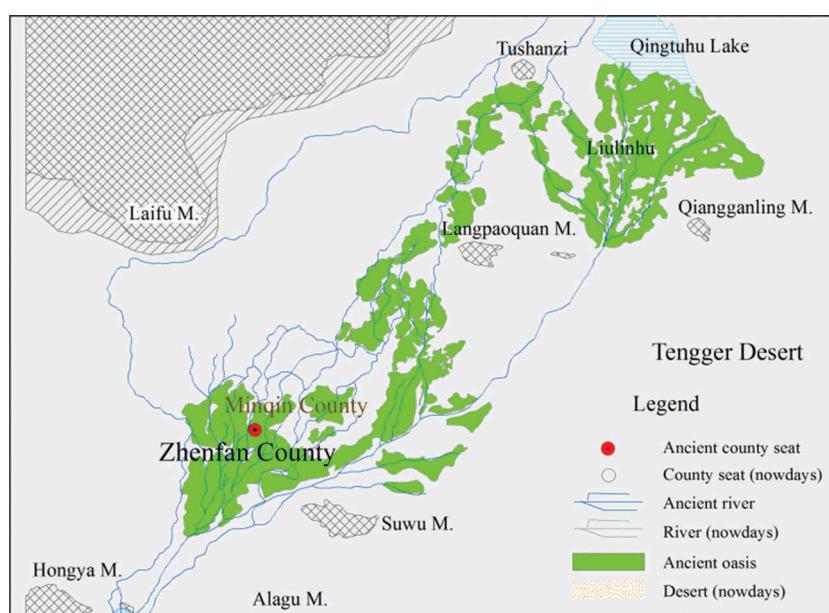 Tushanzi
Qingtuhu Lake
Liulinhu
Laifu M.
Qiangganling M.
Langpaoquan M.
Tengger Desert
Minqin County
Zhenfan County
Suwu M.
Hongya M.
Alagu M.
Legend
Ancient county seat
County seat (nowdays)
Ancient river
River (nowdays)
Ancient oasis
Desert (nowdays)